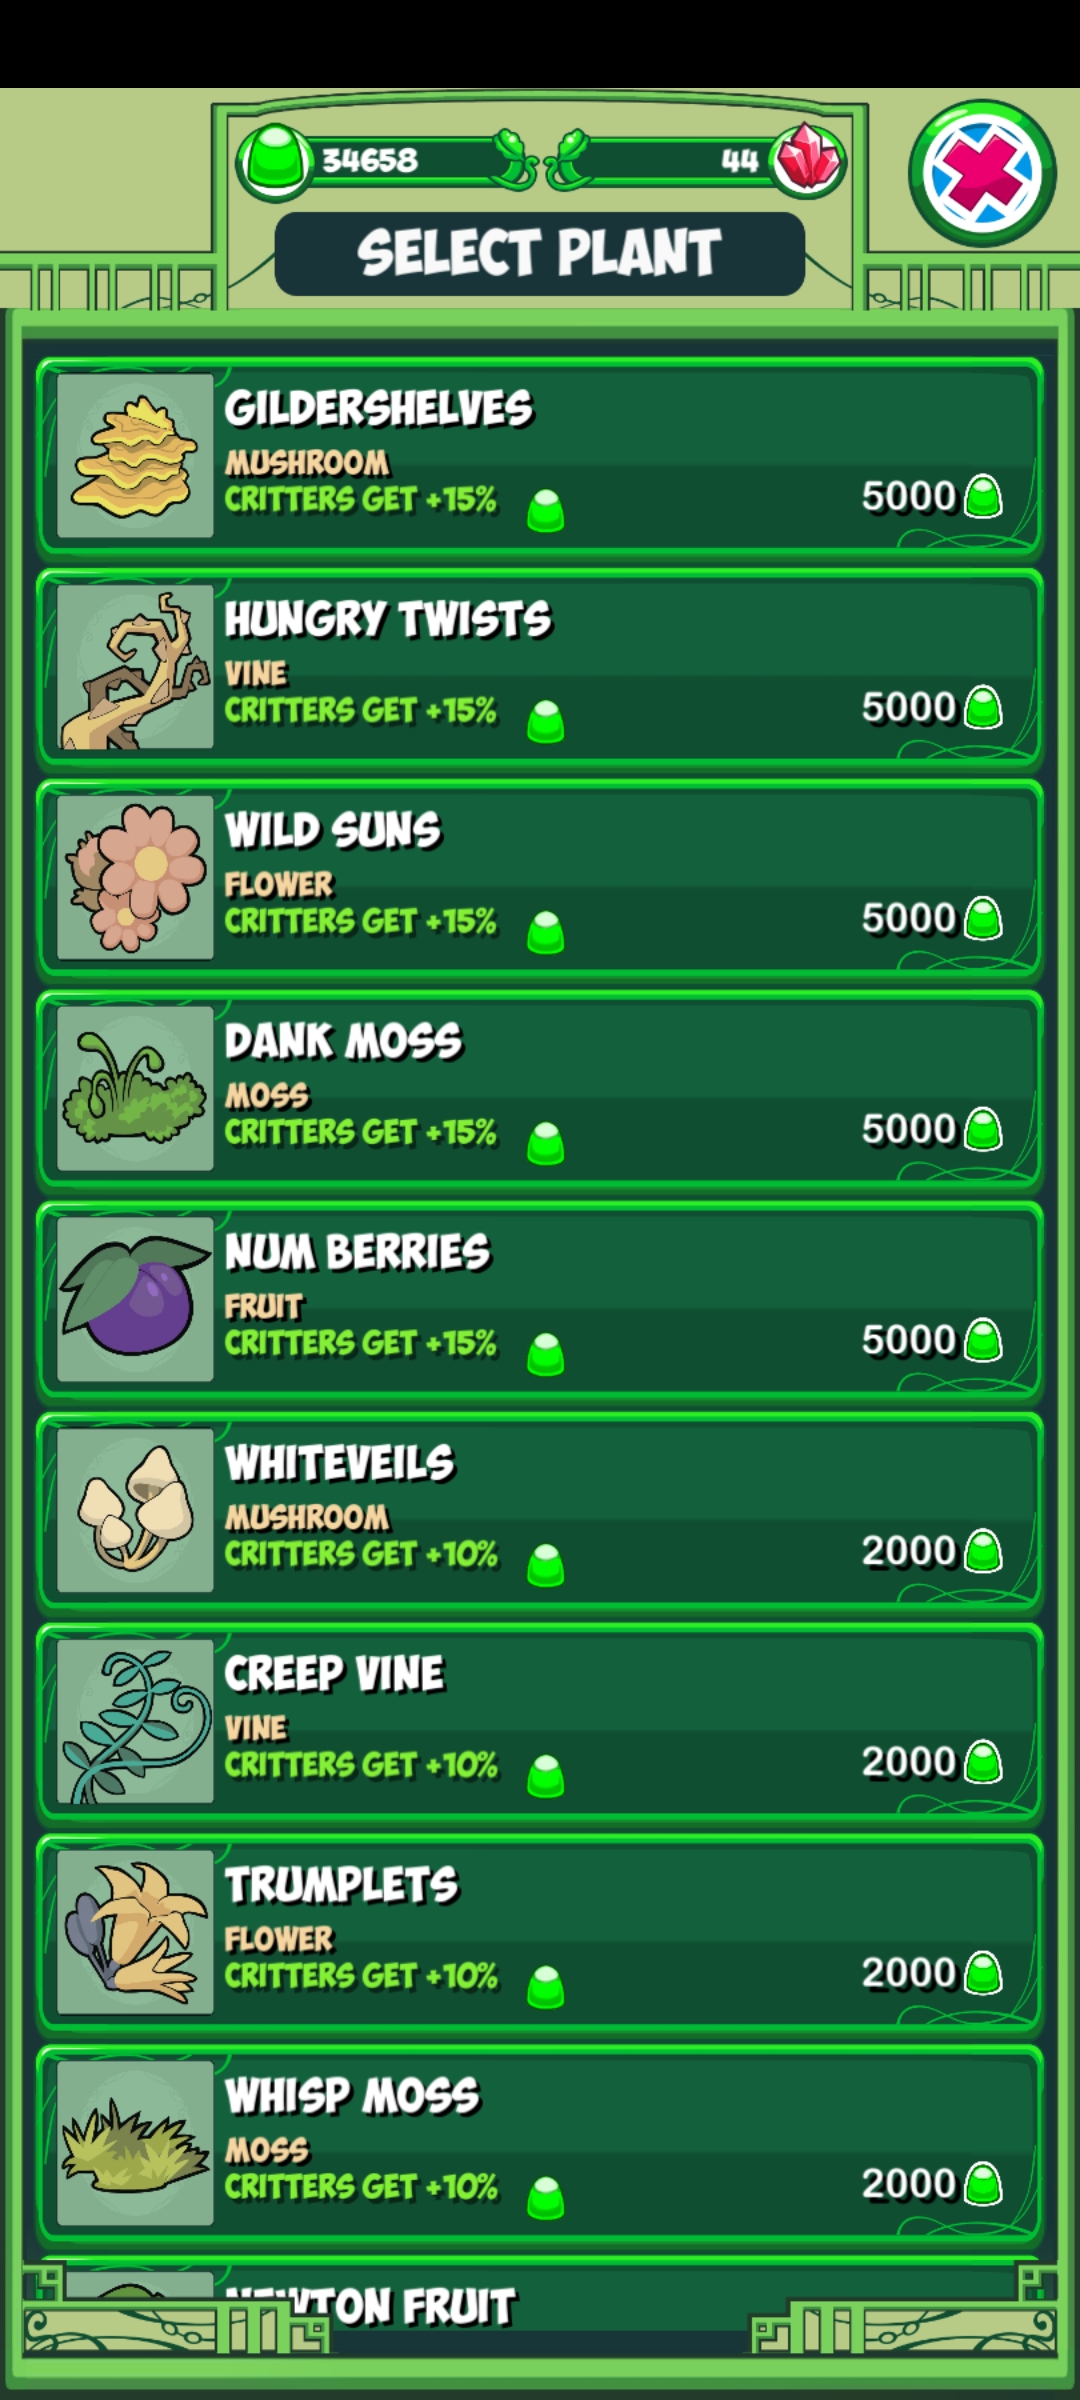 34658
44
SELECT PLANT
GILDERSHELVES
MUSHROOM
CRITTERS GET +15%
5000
HUNGRY TWISTS
VINE
CRITTERS GET +15%
5000
WILD SUNS
FLOWER
CRITTERS GET +15%
5000
DANK MOSS
MOSS
CRITTERS GET +15%
5000
NUM BERRIES
FRUIT
CRITTERS GET +15%
5000
WHITEVEILS
MUSHROOM
CRITTERS GET +10%
2000
CREEP VINE
VINE
CRITTERS GET +10%
2000
TRUMPLETS
FLOWER
CRITTERS GET +10%
2000
WHISP MOSS
MOSS
CRITTERS GET +10%
2000
NEWTON FRUIT